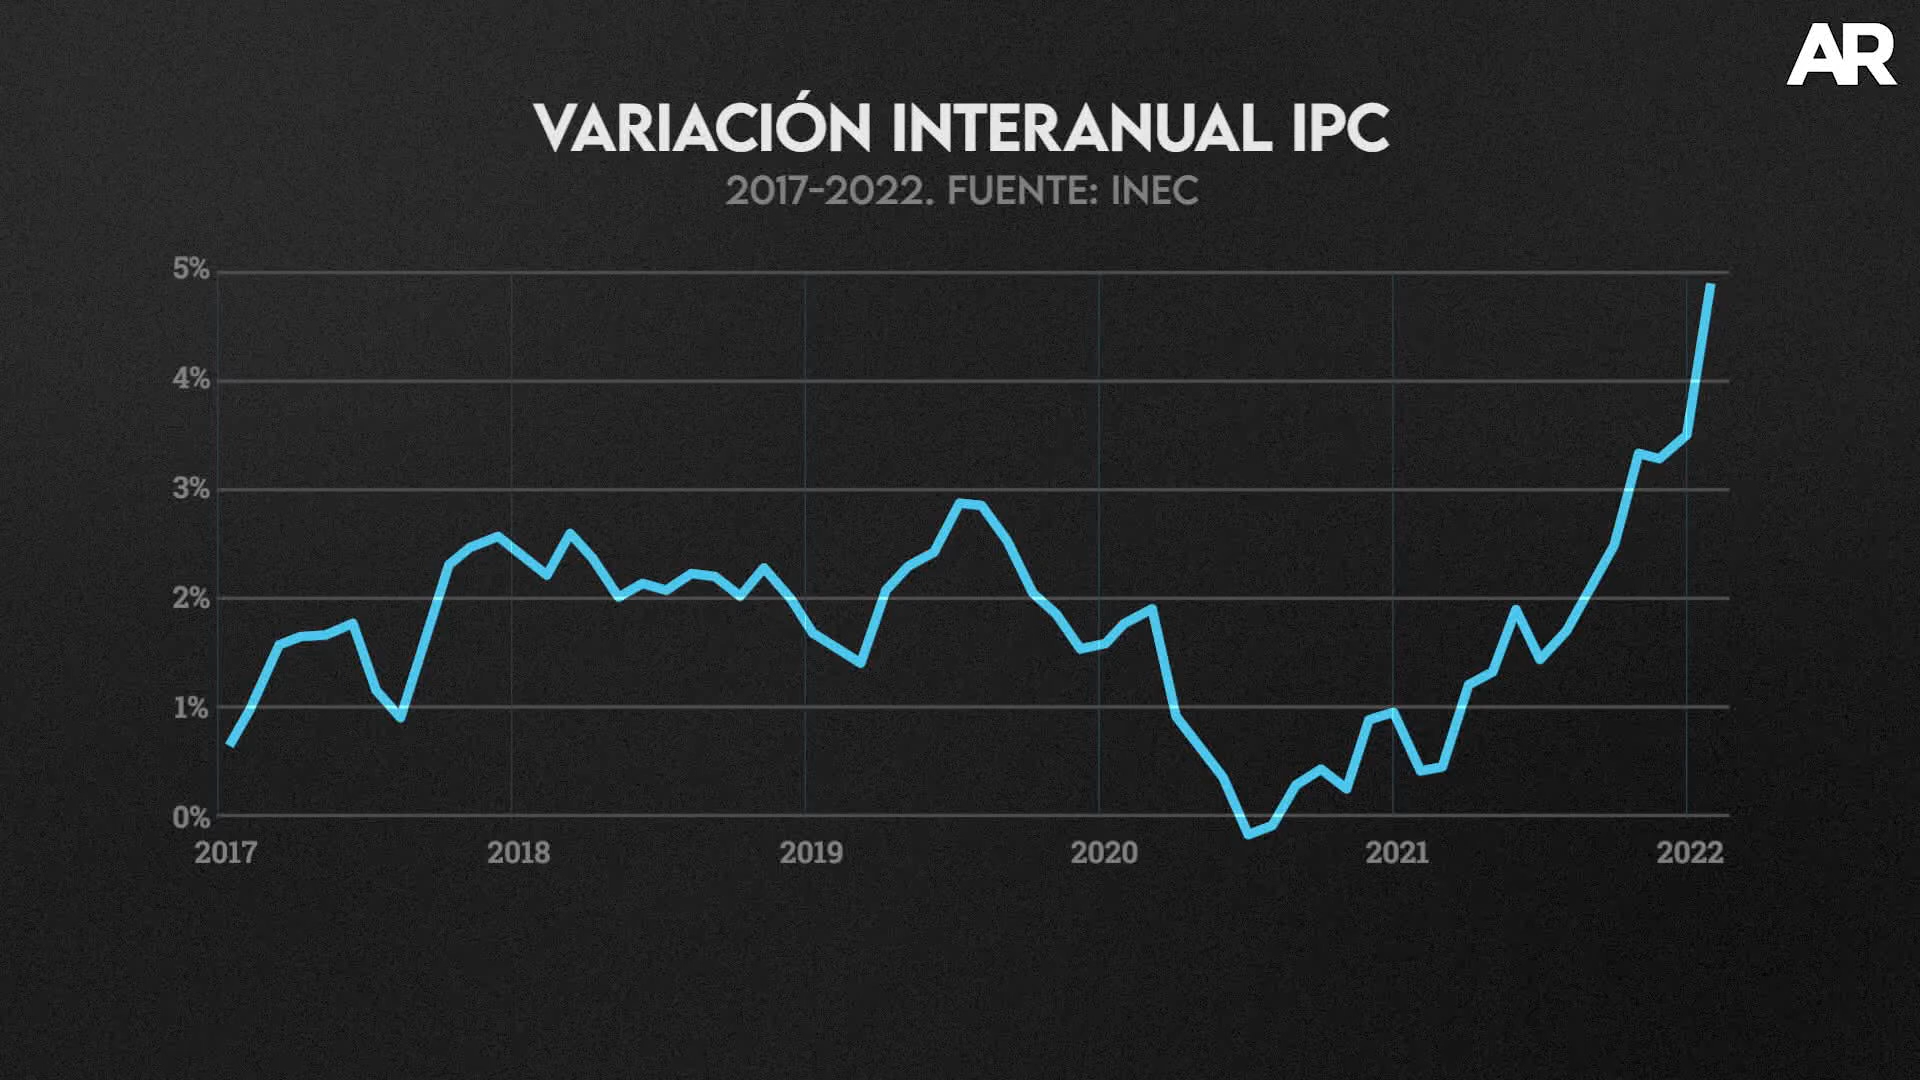 AR
VARIACIÓN INTERANUAL IPC
2017-2022. FUENTE: INEC
5%
4%
3%
2%
1%
0%
2017 2018 2019 2020 2021 2022